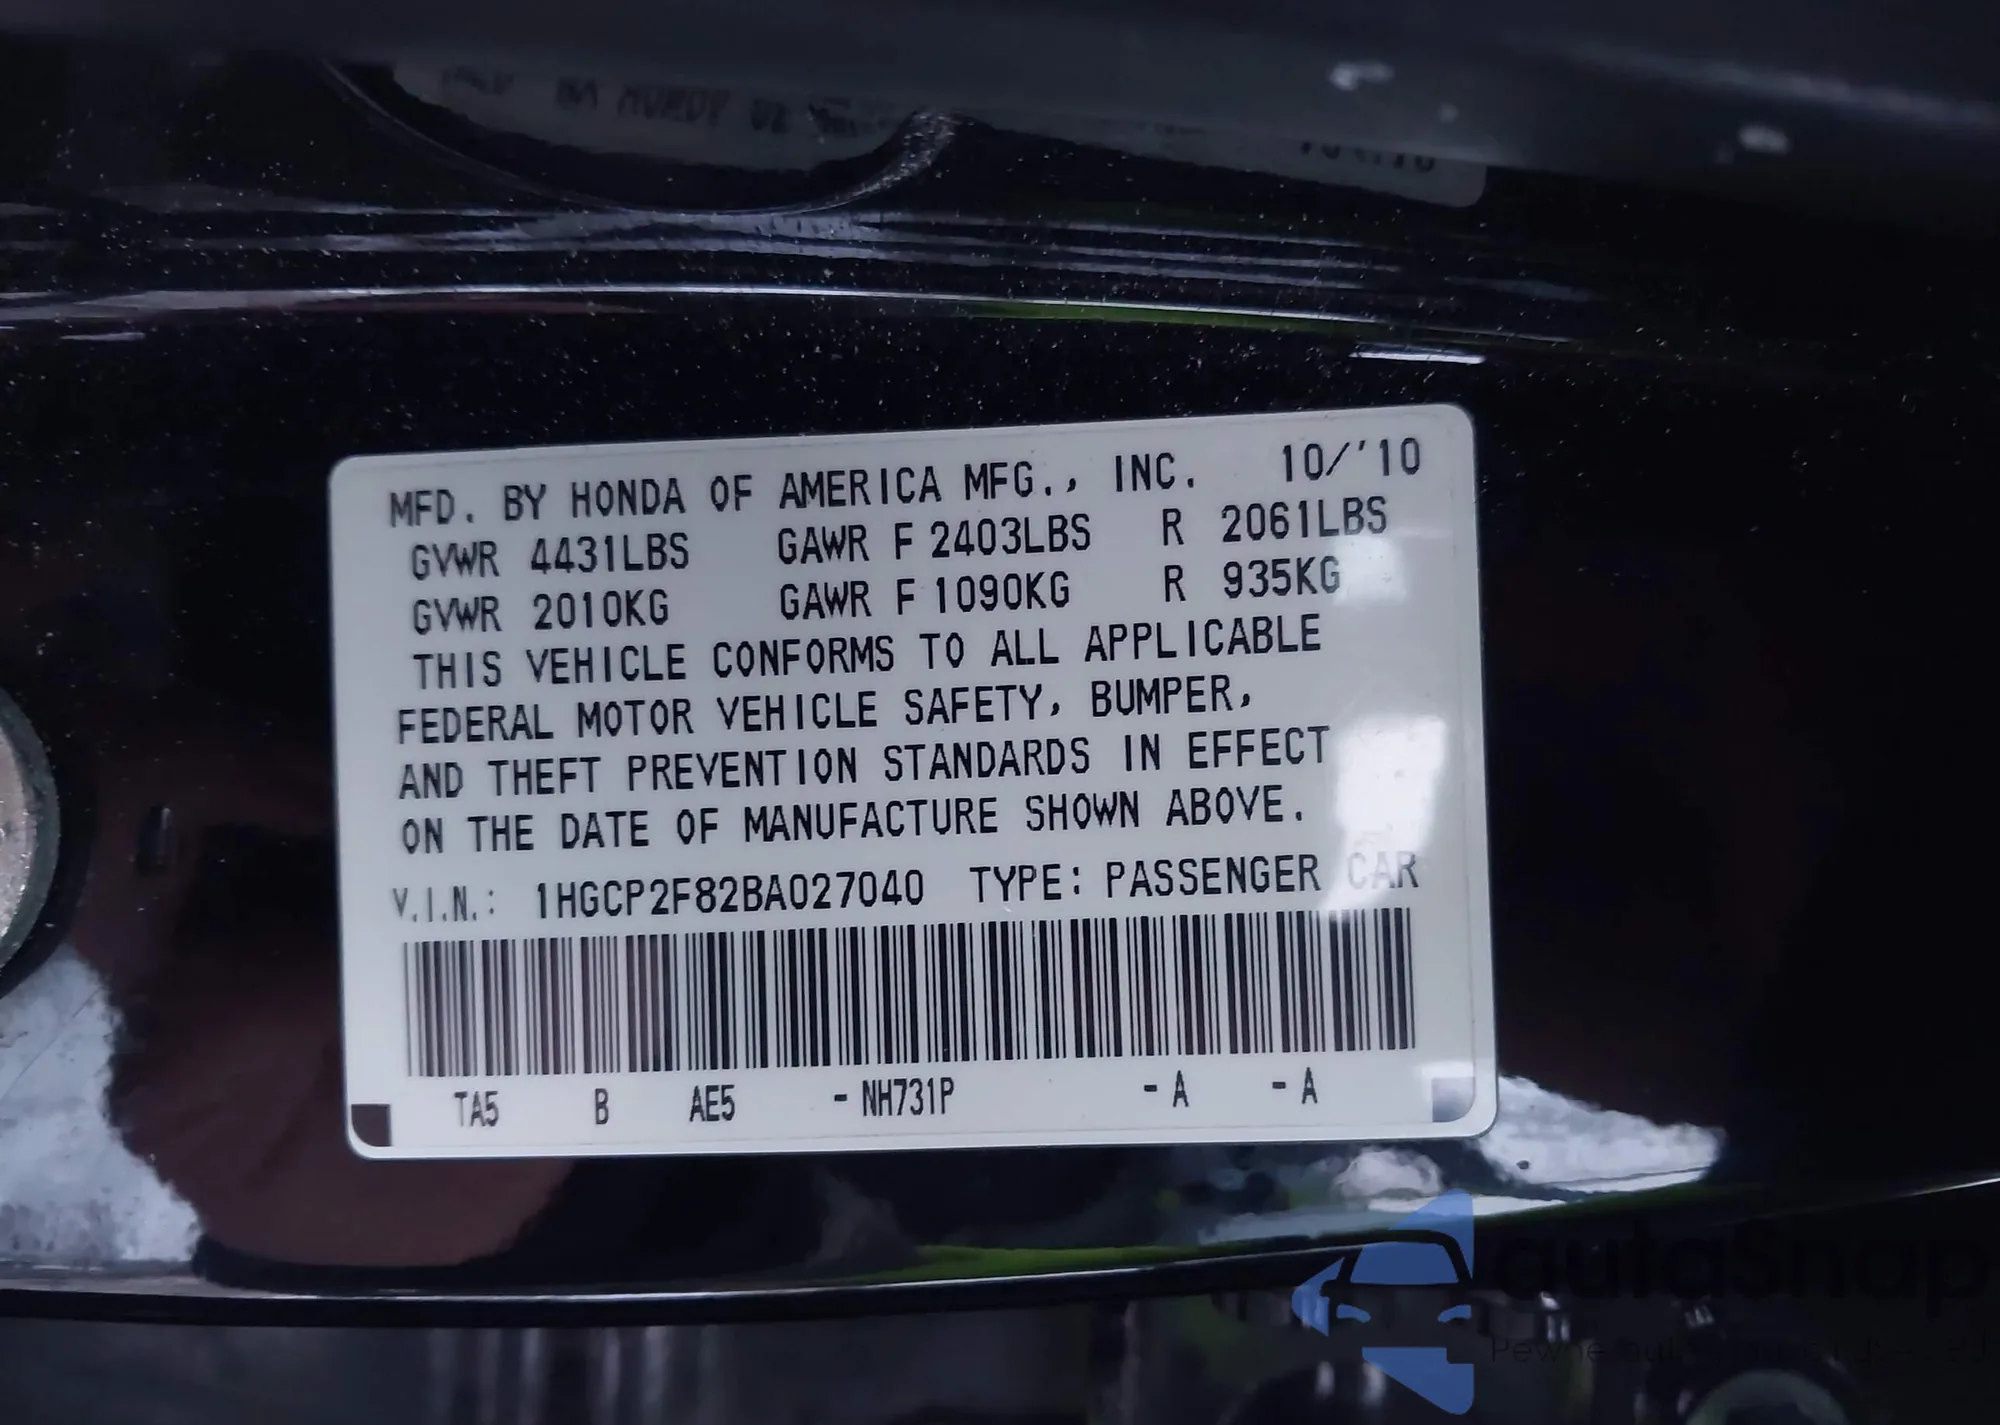 MFD. BY HONDA OF AMERICA MFG., INC. 10/'10
GVWR 4431LBS GAWR F 2403LBS R 2061LBS
GVWR 2010KG GAWR F 1090KG R 935KG
THIS VEHICLE CONFORMS TO ALL APPLICABLE
FEDERAL MOTOR VEHICLE SAFETY, BUMPER,
AND THEFT PREVENTION STANDARDS IN EFFECT
ON THE DATE OF MANUFACTURE SHOWN ABOVE.
V.I.N.: 1HGCP2F82BA027040 TYPE: PASSENGER CAR
TA5 B AE5 - NH731P - A - A
autaSnap